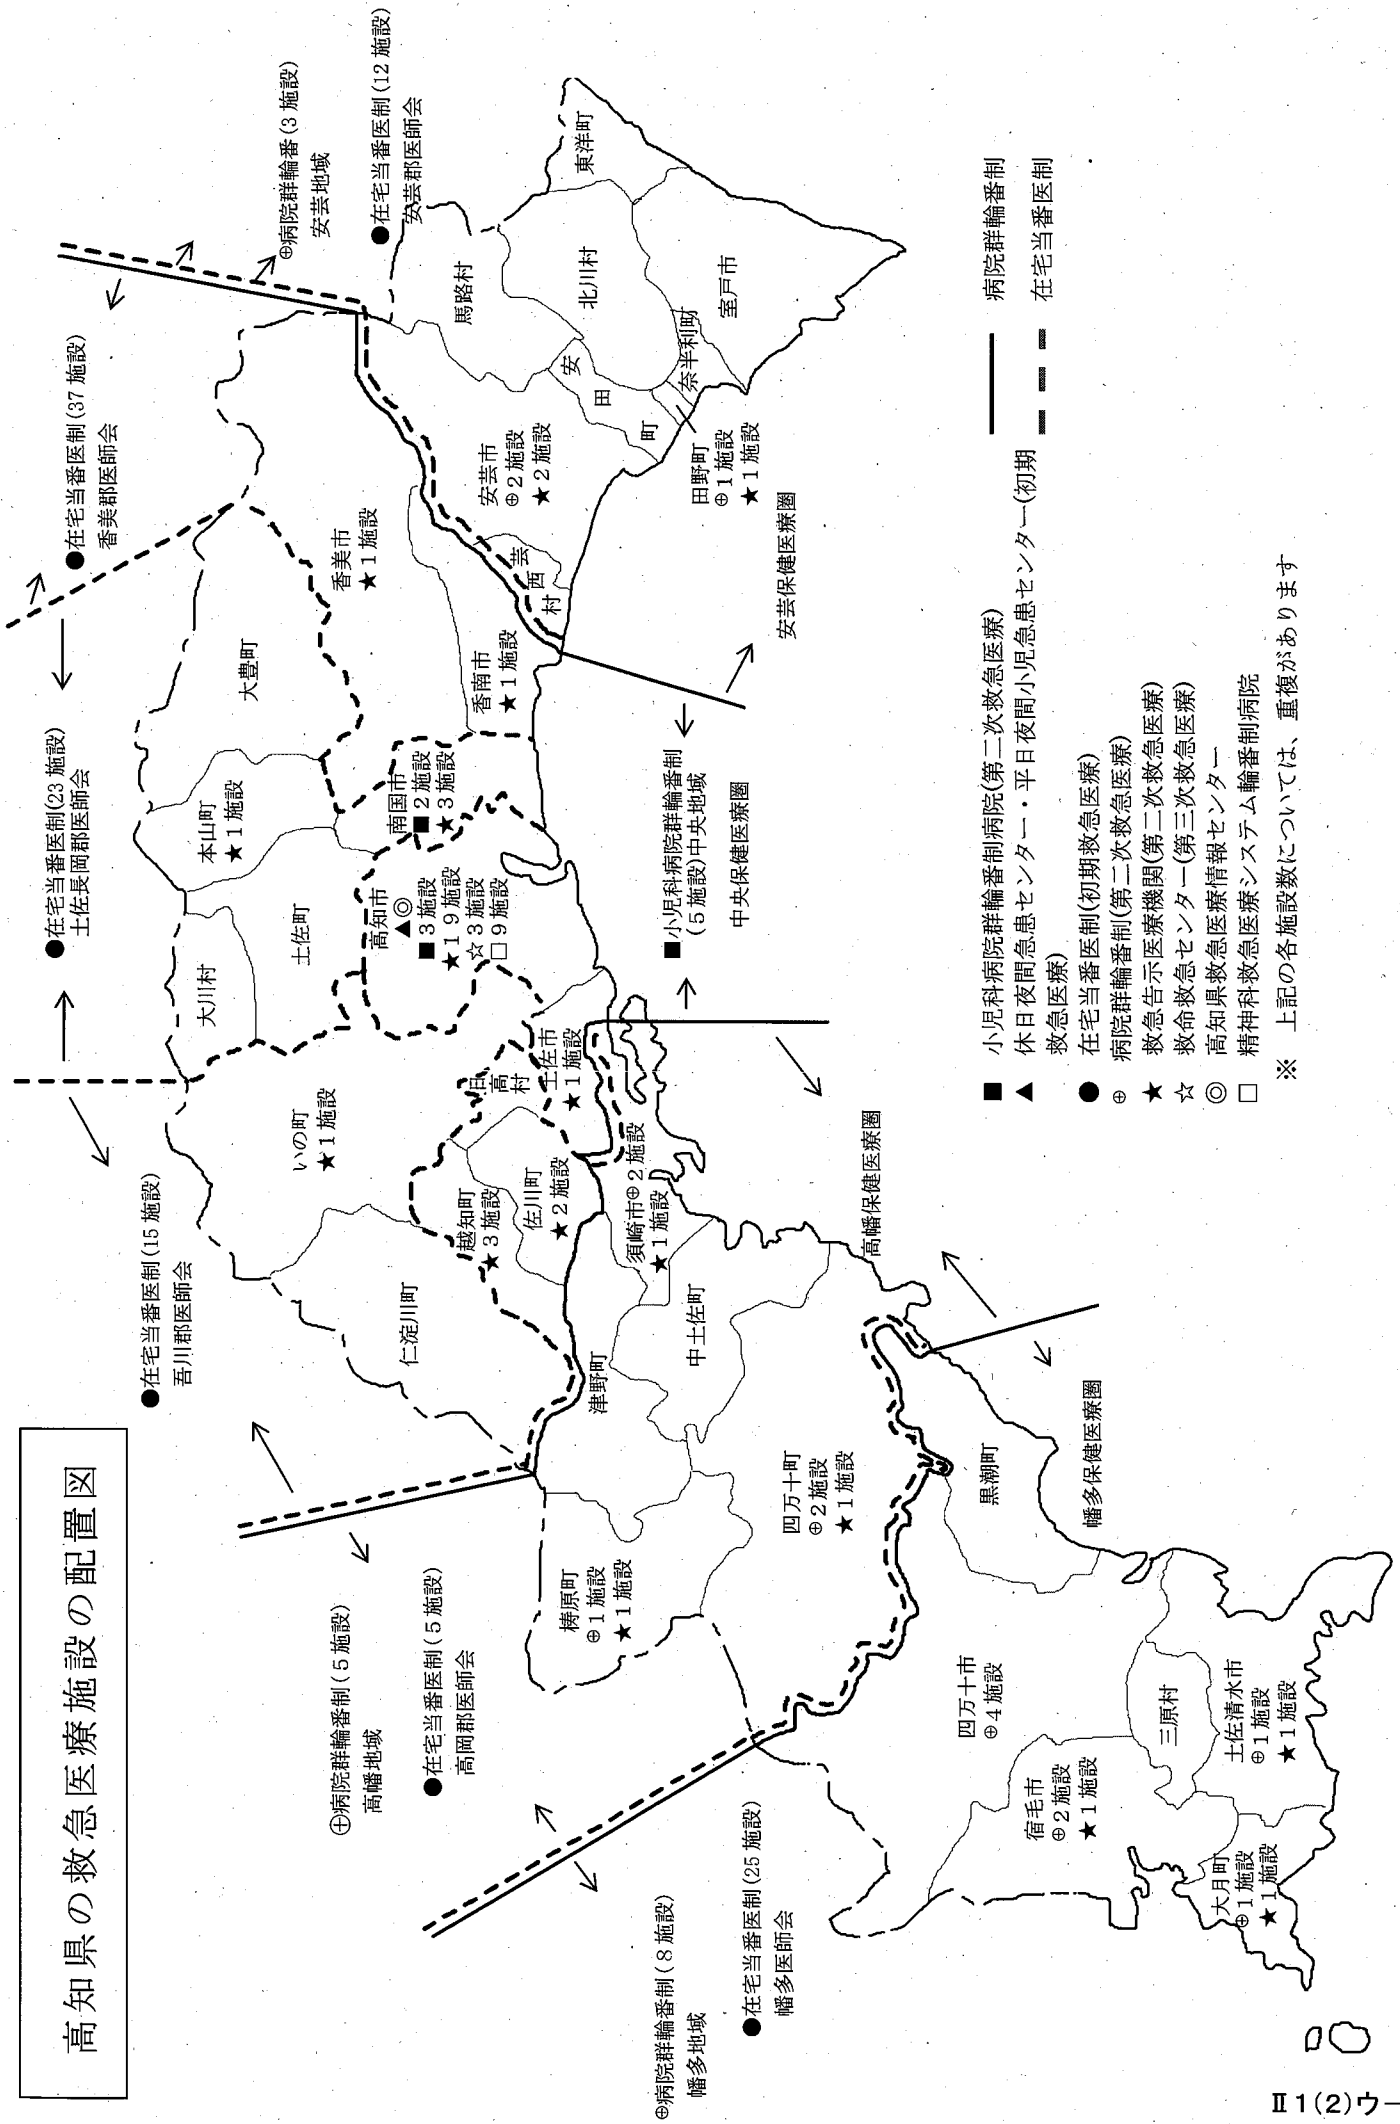 高知県の救急医療施設の配置図
●在宅当番医制(15施設)
吾川郡医師会
●在宅当番医制(23施設)
土佐長岡郡医師会
●在宅当番医制(37施設)
香美郡医師会
⊕病院群輪番(3施設)
安芸地域
●在宅当番医制(12施設)
安芸郡医師会
⊕病院群輪番制(5施設)
高幡地域
●在宅当番医制(5施設)
高岡郡医師会
⊕病院群輪番制(8施設)
幡多地域
●在宅当番医制(25施設)
幡多医師会
大川村
本山町
★1施設
大豊町
土佐町
香美市
★1施設
いの町
★1施設
仁淀川町
高知市
▲◎
■3施設
★19施設
☆3施設
□9施設
南国市
■2施設
★3施設
香南市
★1施設
馬路村
安芸市
⊕2施設
★2施設
芸
西
村
安
田
町
北川村
東洋町
奈半利町
室戸市
田野町
⊕1施設
★1施設
越知町
★3施設
佐川町
★2施設
日
高
村
土佐市
★1施設
須崎市⊕2施設
★1施設
津野町
中土佐町
梼原町
⊕1施設
★1施設
四万十町
⊕2施設
★1施設
黒潮町
四万十市
⊕4施設
宿毛市
⊕2施設
★1施設
三原村
土佐清水市
⊕1施設
★1施設
大月町
⊕1施設
★1施設
安芸保健医療圏
■小児科病院群輪番制
(5施設)中央地域
中央保健医療圏
高幡保健医療圏
幡多保健医療圏
■ 小児科病院群輪番制病院(第二次救急医療)
▲ 休日夜間急患センター・平日夜間小児急患センター(初期
救急医療)
● 在宅当番医制(初期救急医療)
⊕ 病院群輪番制(第二次救急医療)
★ 救急告示医療機関(第二次救急医療)
☆ 救命救急センター(第三次救急医療)
◎ 高知県救急医療情報センター
□ 精神科救急医療システム輪番制病院
※ 上記の各施設数については、重複があります
病院群輪番制
在宅当番医制
Ⅱ1(2)ウ－